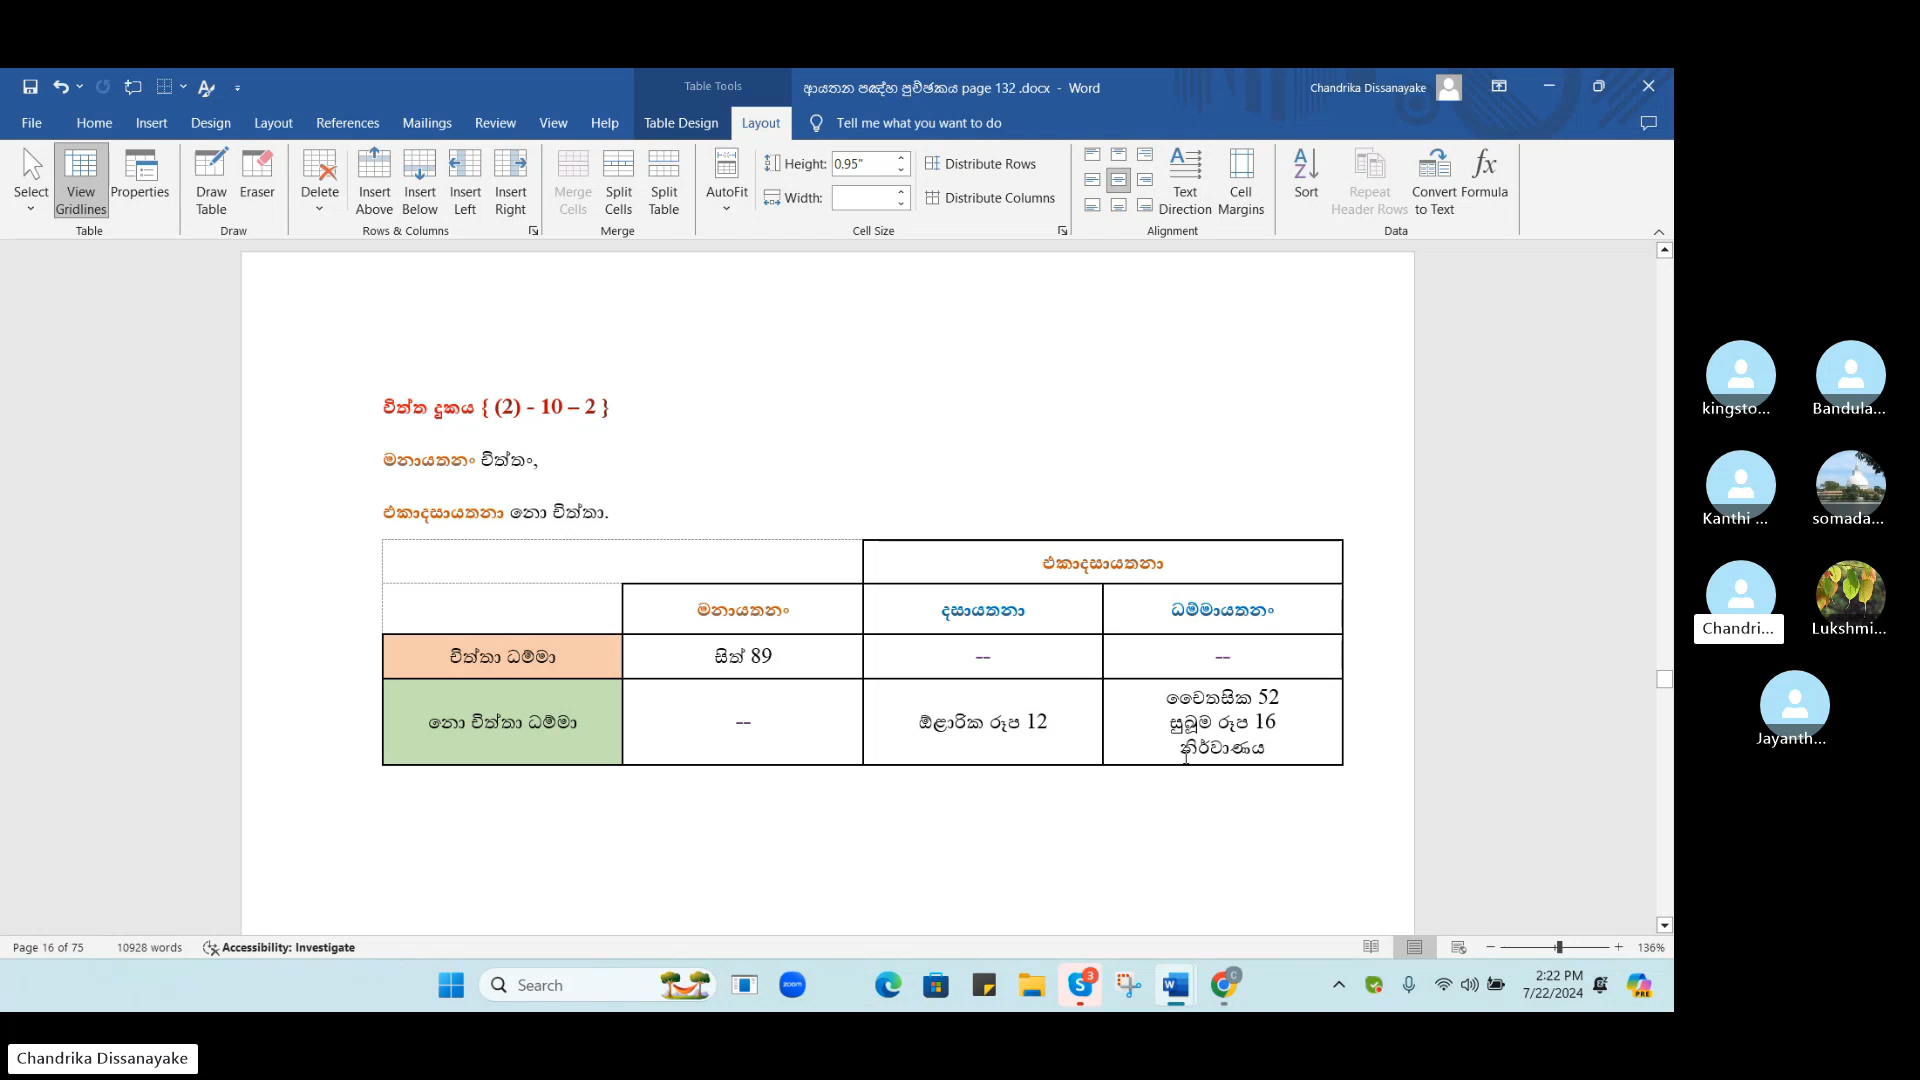 Table Tools
ආයතන පඤ්හ පුච්ඡකය page 132 .docx - Word
Chandrika Dissanayake
File Home Insert Design Layout References Mailings Review View Help Table Design Layout Tell me what you want to do
Select
View Gridlines
Properties
Table
Draw Table
Eraser
Draw
Delete
Insert Above
Insert Below
Insert Left
Insert Right
Rows & Columns
Merge Cells
Split Cells
Split Table
Merge
AutoFit
Height: 0.95"
Width:
Distribute Rows
Distribute Columns
Cell Size
Text Direction
Cell Margins
Alignment
Sort
Repeat Header Rows
Convert to Text
Formula
Data
චිත්ත දුකය { (2) - 10 – 2 }
මනායතනං චිත්තං,
එකාදසායතනා නො චිත්තා.
එකාදසායතනා
මනායතනං දසායතනා ධම්මායතනං
චිත්තා ධම්මා සිත් 89 -- --
නො චිත්තා ධම්මා -- ඕළාරික රූප 12 චෛතසික 52
සුඛූම රූප 16
නිර්වාණය
Page 16 of 75 10928 words Accessibility: Investigate 136%
Search
zoom
3
C
2:22 PM
7/22/2024
PRE
kingsto...
Bandula...
Kanthi ...
somada...
Chandri...
Lukshmi...
Jayanth...
Chandrika Dissanayake